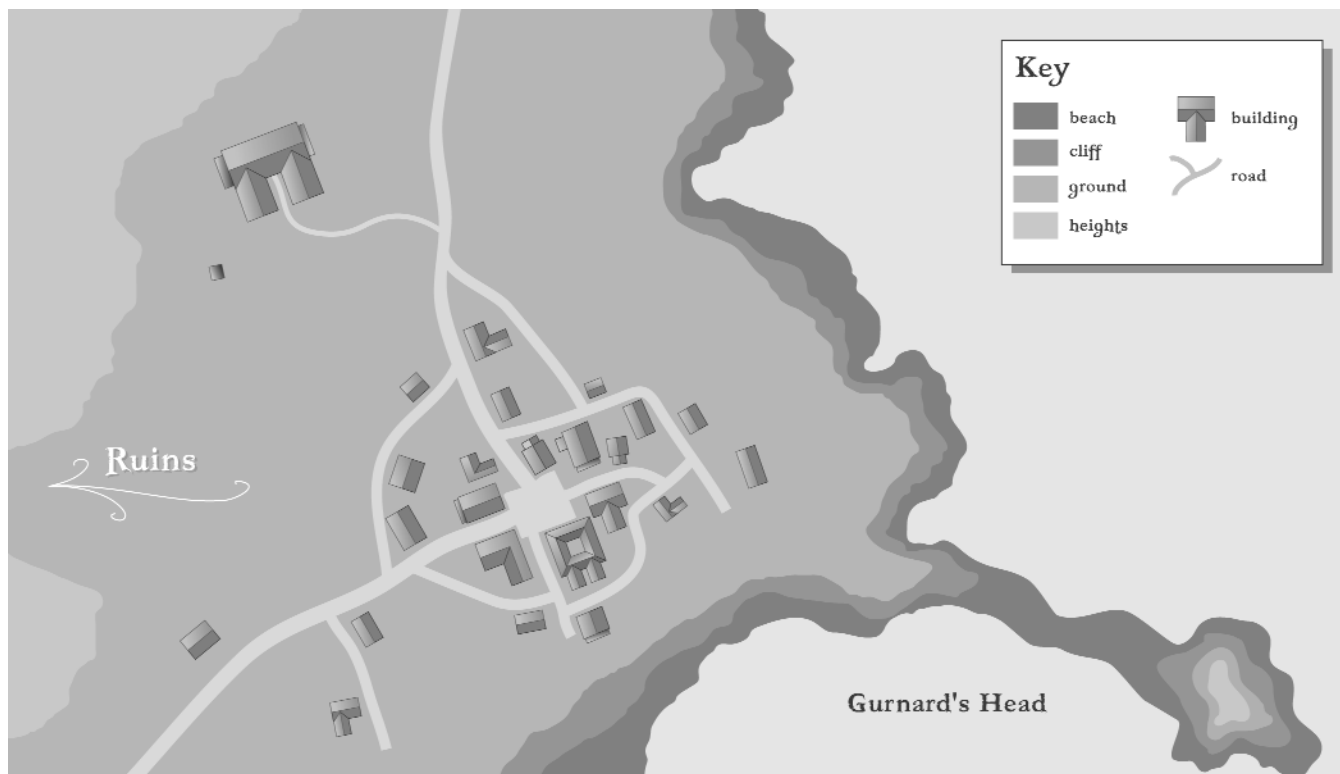 Key
beach
cliff
ground
heights
building
road
Ruins
Gurnard's Head